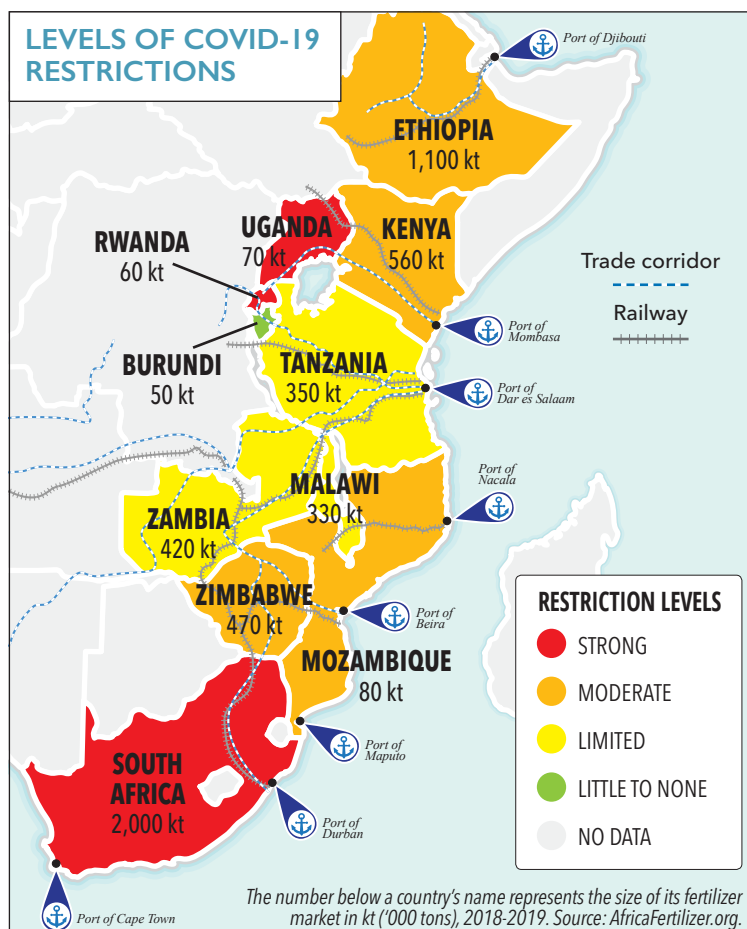 LEVELS OF COVID-19
RESTRICTIONS
Port of Djibouti
ETHIOPIA
1,100 kt
UGANDA
70 kt
KENYA
560 kt
RWANDA
60 kt
Trade corridor
Railway
Port of
Mombasa
BURUNDI
50 kt
TANZANIA
350 kt
Port of
Dar es Salaam
MALAWI
330 kt
Port of
Nacala
ZAMBIA
420 kt
ZIMBABWE
470 kt
Port of
Beira
MOZAMBIQUE
80 kt
Port of
Maputo
SOUTH
AFRICA
2,000 kt
Port of
Durban
Port of Cape Town
RESTRICTION LEVELS
STRONG
MODERATE
LIMITED
LITTLE TO NONE
NO DATA
The number below a country's name represents the size of its fertilizer
market in kt ('000 tons), 2018-2019. Source: AfricaFertilizer.org.